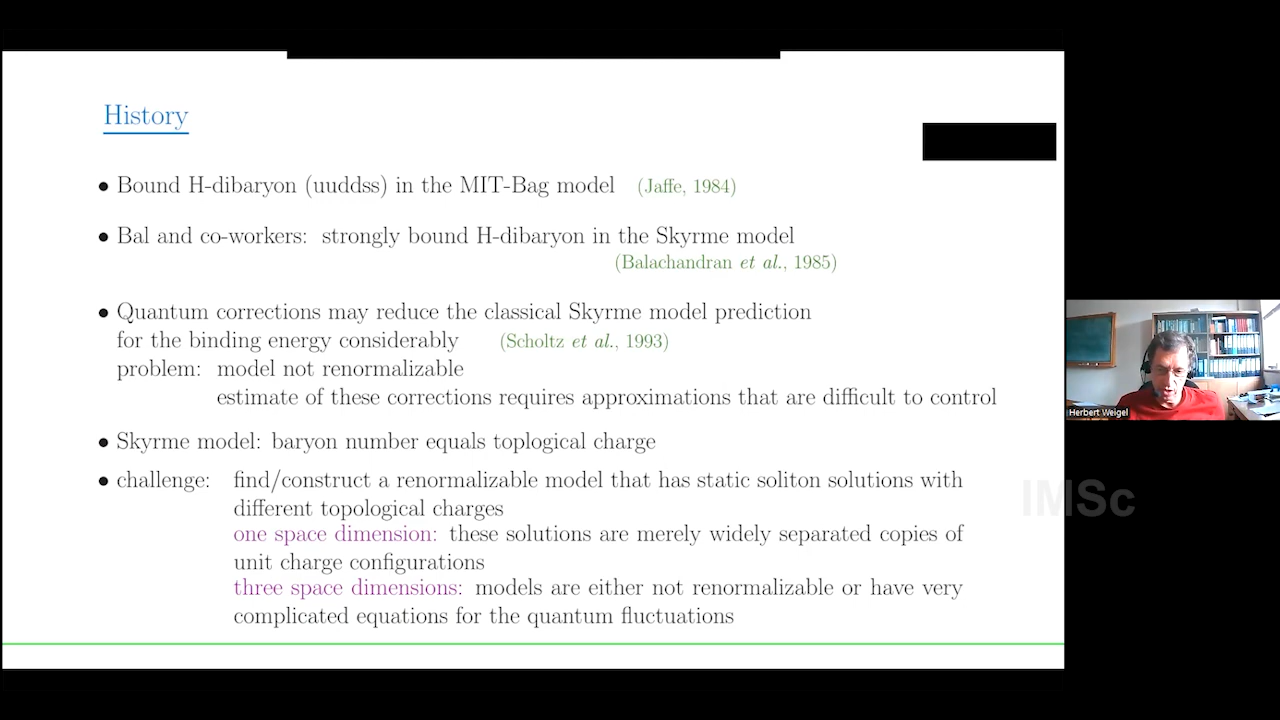 History
• Bound H-dibaryon (uuddss) in the MIT-Bag model (Jaffe, 1984)
• Bal and co-workers: strongly bound H-dibaryon in the Skyrme model
(Balachandran et al., 1985)
• Quantum corrections may reduce the classical Skyrme model prediction
for the binding energy considerably (Scholtz et al., 1993)
problem: model not renormalizable
estimate of these corrections requires approximations that are difficult to control
• Skyrme model: baryon number equals toplogical charge
• challenge: find/construct a renormalizable model that has static soliton solutions with
different topological charges
one space dimension: these solutions are merely widely separated copies of
unit charge configurations
three space dimensions: models are either not renormalizable or have very
complicated equations for the quantum fluctuations
Herbert Weigel
IMSc